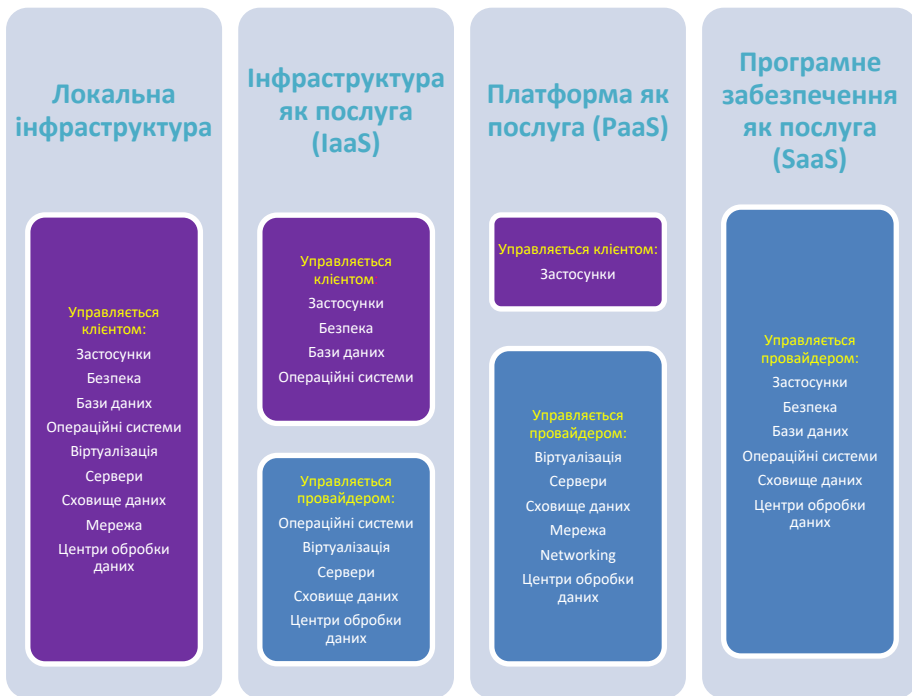 Локальна
інфраструктура
Управляється
клієнтом:
Застосунки
Безпека
Бази даних
Операційні системи
Віртуалізація
Сервери
Сховище даних
Мережа
Центри обробки
даних
Інфраструктура
як послуга
(IaaS)
Управляється
клієнтом
Застосунки
Безпека
Бази даних
Операційні системи
Управляється
провайдером:
Операційні системи
Віртуалізація
Сервери
Сховище даних
Центри обробки
даних
Платформа як
послуга (PaaS)
Управляється клієнтом:
Застосунки
Управляється
провайдером:
Віртуалізація
Сервери
Сховище даних
Мережа
Networking
Центри обробки
даних
Програмне
забезпечення
як послуга
(SaaS)
Управляється
провайдером:
Застосунки
Безпека
Бази даних
Операційні системи
Сховище даних
Центри обробки
даних